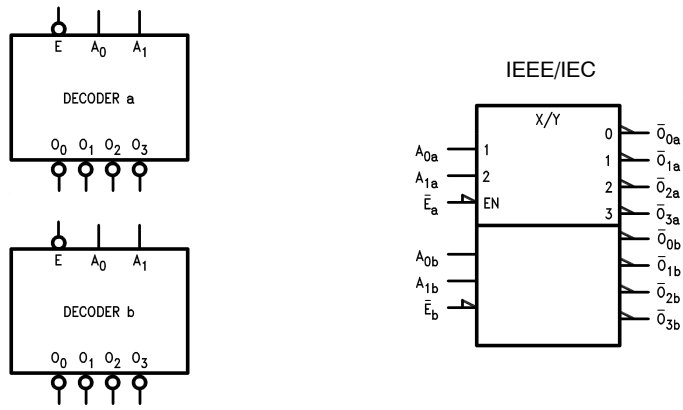 E A₀ A₁
DECODER a
O₀ O₁ O₂ O₃
E A₀ A₁
DECODER b
O₀ O₁ O₂ O₃
IEEE/IEC
X/Y
0 Ō₀a
A₀a 1
1 Ō₁a
A₁a 2
2 Ō₂a
Ēa EN
3 Ō₃a
Ō₀b
A₀b
Ō₁b
A₁b
Ō₂b
Ēb
Ō₃b